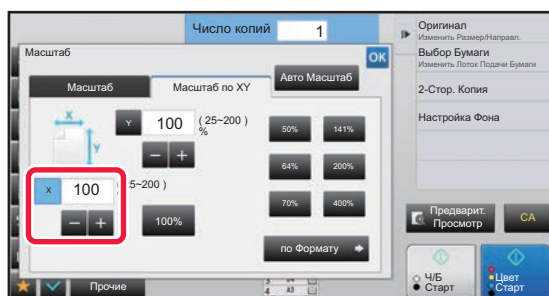 Число копий 1
Масштаб
OK
Масштаб
Масштаб по XY
Авто Масштаб
X
Y
Y 100 ( 25~200 )
%
X 100 5~200 )
50% 141%
64% 200%
70% 400%
100%
по Формату
Прочие
Оригинал
Изменить Размер/Направл.
Выбор Бумаги
Изменить Лоток Подачи Бумаги
2-Стор. Копия
Настройка Фона
Предварит.
Просмотр
CA
Ч/Б
Старт
Цвет
Старт